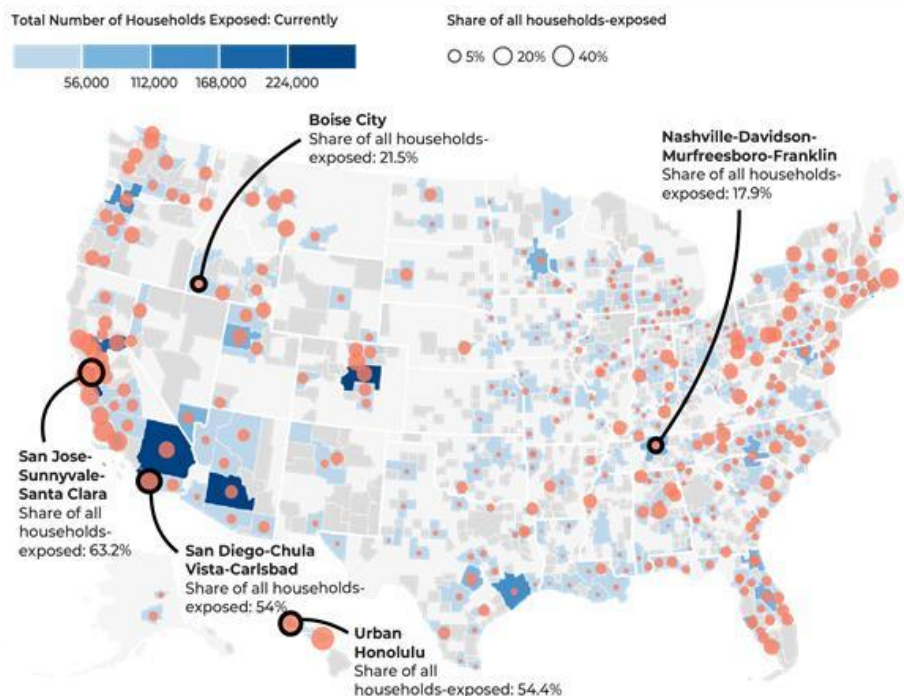 Total Number of Households Exposed: Currently
56,000 112,000 168,000 224,000
Share of all households-exposed
5% 20% 40%
Boise City
Share of all households-
exposed: 21.5%
Nashville-Davidson-
Murfreesboro-Franklin
Share of all households-
exposed: 17.9%
San Jose-
Sunnyvale-
Santa Clara
Share of all
households-
exposed: 63.2%
San Diego-Chula
Vista-Carlsbad
Share of all households-
exposed: 54%
Urban
Honolulu
Share of all
households-exposed: 54.4%